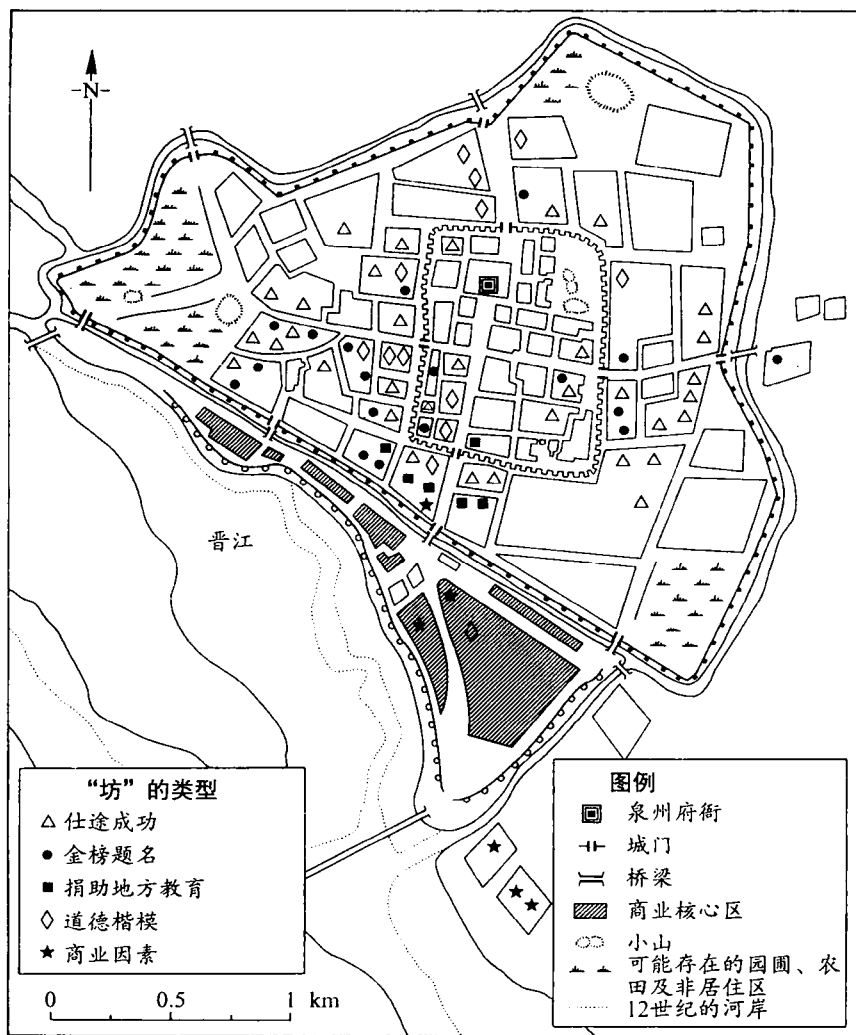 N
晋江
“坊”的类型
仕途成功
金榜题名
捐助地方教育
道德楷模
商业因素
0 0.5 1 km
图例
泉州府衙
城门
桥梁
商业核心区
小山
可能存在的园圃、农
田及非居住区
12世纪的河岸